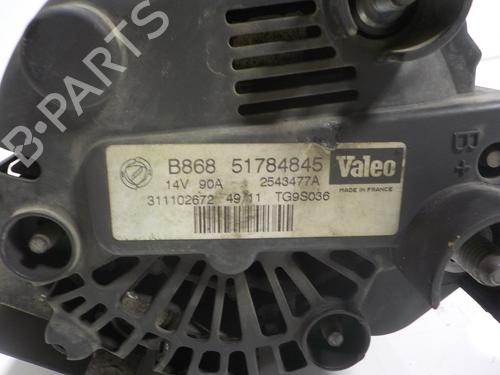 B-PARTS
B868 51784845 Valeo
14V 90A 2543477A MADE IN FRANCE
311102672 49/11 TG9S036
B+